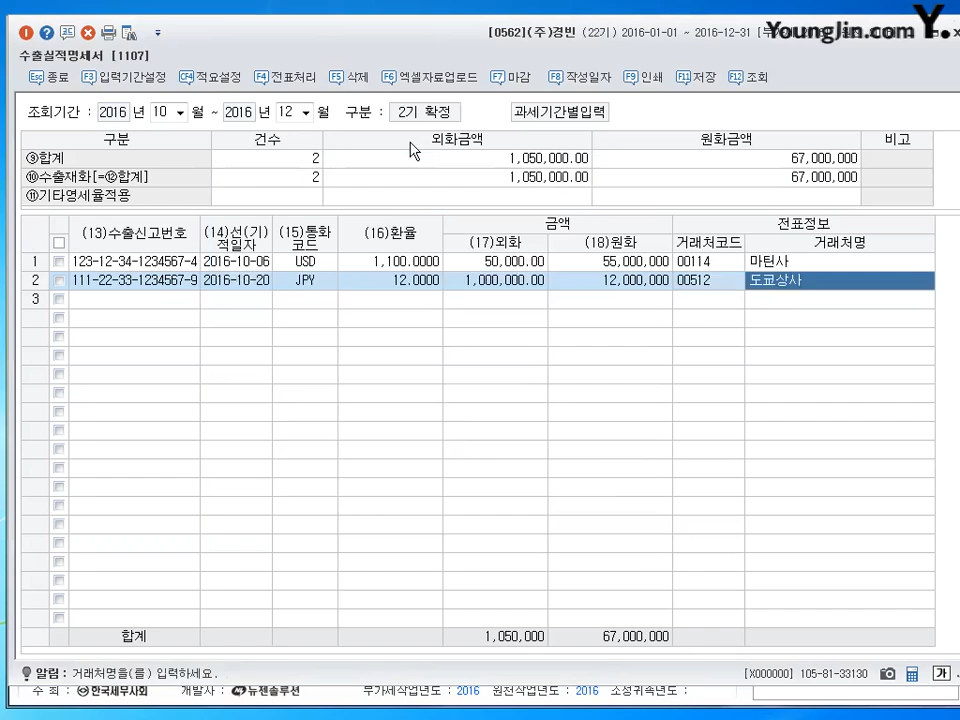 [0562](주)경빈 (22기) 2016-01-01 ~ 2016-12-31
Younglin.com Y.
수출실적명세서 [1107]
Esc 종료 F3 입력기간설정 CF4 적요설정 F4 전표처리 F5 삭제 F6 엑셀자료업로드 F7 마감 F8 작성일자 F9 인쇄 F11 저장 F12 조회
조회기간 : 2016 년 10 월 ~ 2016 년 12 월 구분 : 2기 확정 과세기간별입력
구분 건수 외화금액 원화금액 비고
⑨합계 2 1,050,000.00 67,000,000
⑩수출재화[=⑫합계] 2 1,050,000.00 67,000,000
⑪기타영세율적용
(13)수출신고번호 (14)선(기)적일자 (15)통화코드 (16)환율 금액 전표정보
(17)외화 (18)원화 거래처코드 거래처명
1 123-12-34-1234567-4 2016-10-06 USD 1,100.0000 50,000.00 55,000,000 00114 마틴사
2 111-22-33-1234567-9 2016-10-20 JPY 12.0000 1,000,000.00 12,000,000 00512 도쿄상사
3
합계 1,050,000 67,000,000
알림 : 거래처명을(를) 입력하세요. [X00000] 105-81-33130 가
수 최 : 한국세무사회 개발자 : 뉴젠솔루션 부가세작업년도 : 2016 원천작업년도 : 2016 소성귀속년도 :